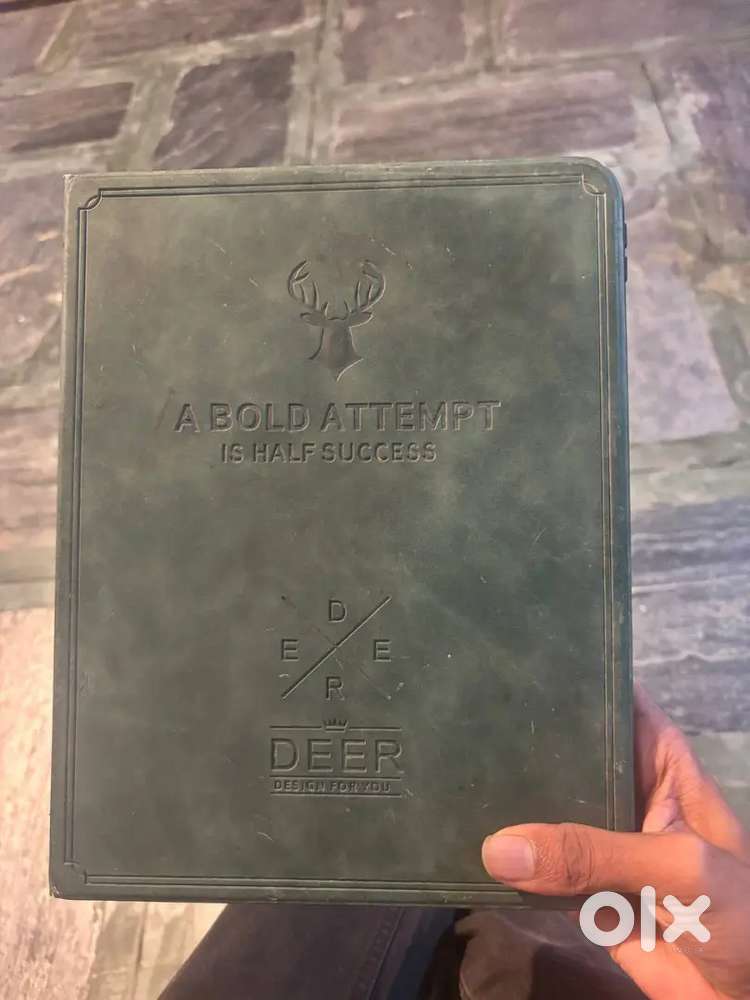 A BOLD ATTEMPT
IS HALF SUCCESS
D
E E
R
DEER
DESIGN FOR YOU
olx